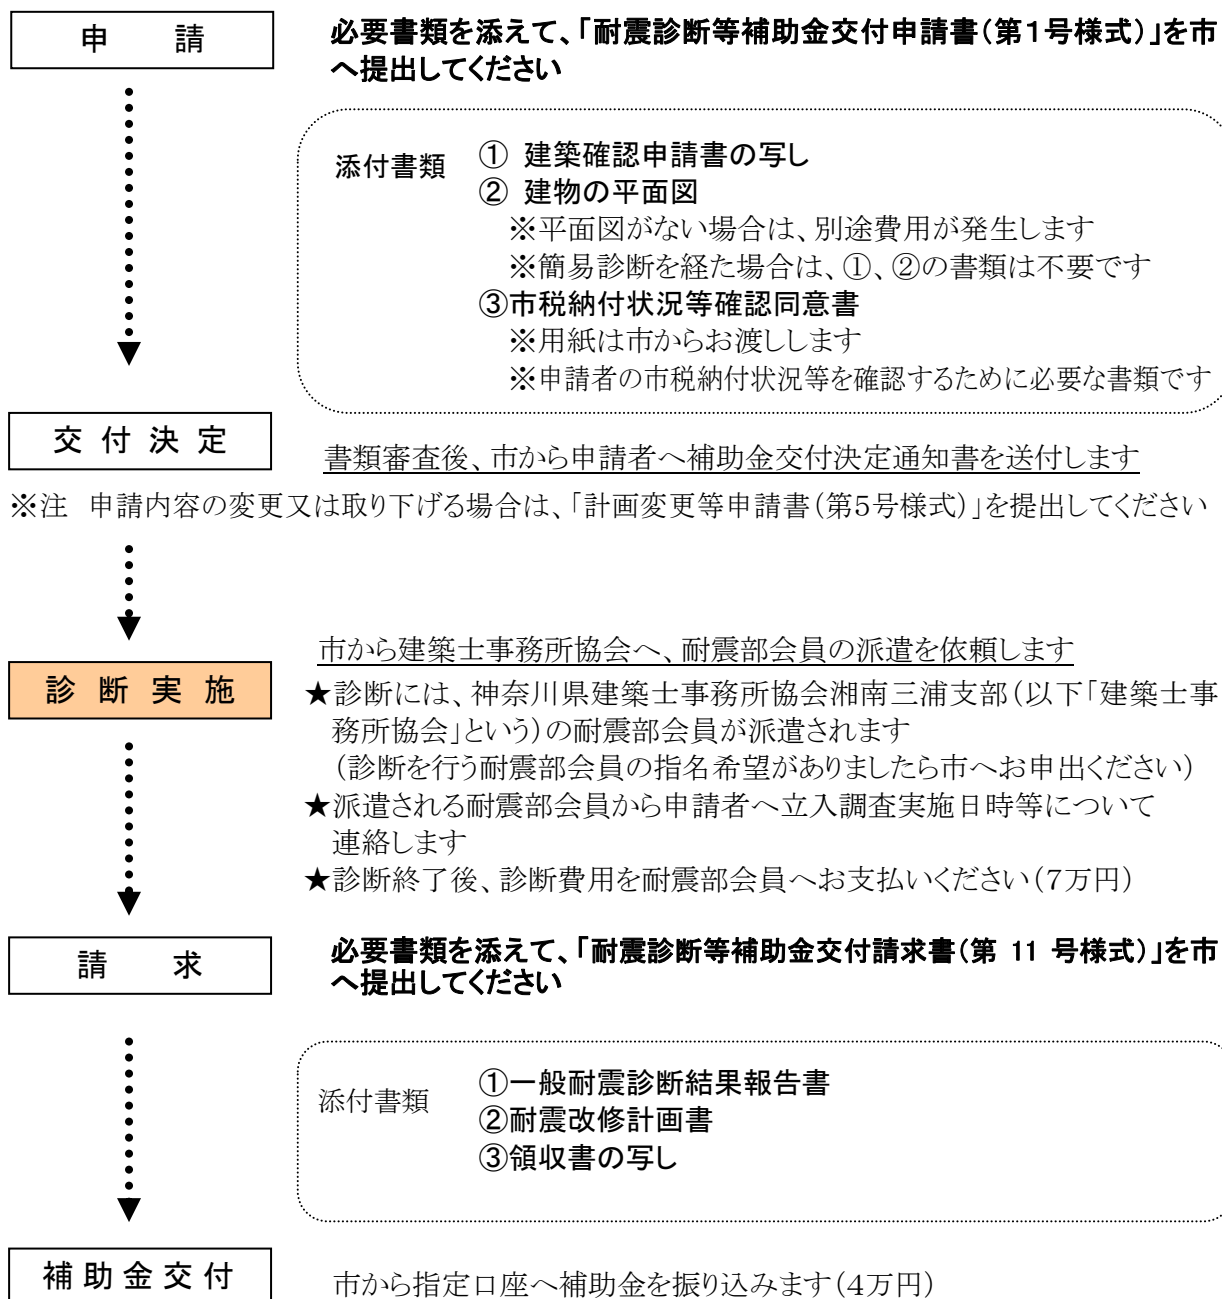 申 請
必要書類を添えて、「耐震診断等補助金交付申請書(第1号様式)」を市
へ提出してください
添付書類
① 建築確認申請書の写し
② 建物の平面図
※平面図がない場合は、別途費用が発生します
※簡易診断を経た場合は、①、②の書類は不要です
③市税納付状況等確認同意書
※用紙は市からお渡しします
※申請者の市税納付状況等を確認するために必要な書類です
交 付 決 定
書類審査後、市から申請者へ補助金交付決定通知書を送付します
※注 申請内容の変更又は取り下げる場合は、「計画変更等申請書(第5号様式)」を提出してください
診 断 実 施
市から建築士事務所協会へ、耐震部会員の派遣を依頼します
★診断には、神奈川県建築士事務所協会湘南三浦支部(以下「建築士事
務所協会」という)の耐震部会員が派遣されます
(診断を行う耐震部会員の指名希望がありましたら市へお申出ください)
★派遣される耐震部会員から申請者へ立入調査実施日時等について
連絡します
★診断終了後、診断費用を耐震部会員へお支払いください(7万円)
請 求
必要書類を添えて、「耐震診断等補助金交付請求書(第 11 号様式)」を市
へ提出してください
添付書類
①一般耐震診断結果報告書
②耐震改修計画書
③領収書の写し
補 助 金 交 付
市から指定口座へ補助金を振り込みます(4万円)